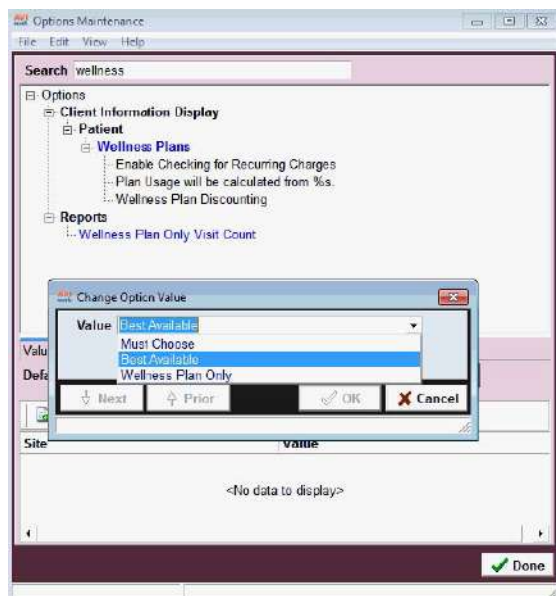 Options Maintenance
File Edit View Help
Search wellness
Options
Client Information Display
Patient
Wellness Plans
Enable Checking for Recurring Charges
Plan Usage will be calculated from %s.
Wellness Plan Discounting
Reports
Wellness Plan Only Visit Count
Change Option Value
Value Best Available
Must Choose
Best Available
Wellness Plan Only
Valu
Defa
Next Prior OK Cancel
Site Value
<No data to display>
Done